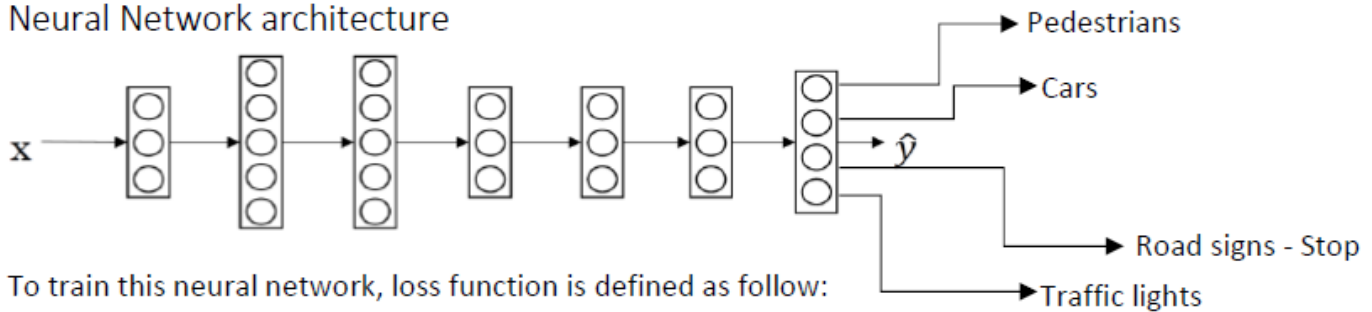 Neural Network architecture
Pedestrians
Cars
x
ŷ
Road signs - Stop
To train this neural network, loss function is defined as follow:
Traffic lights